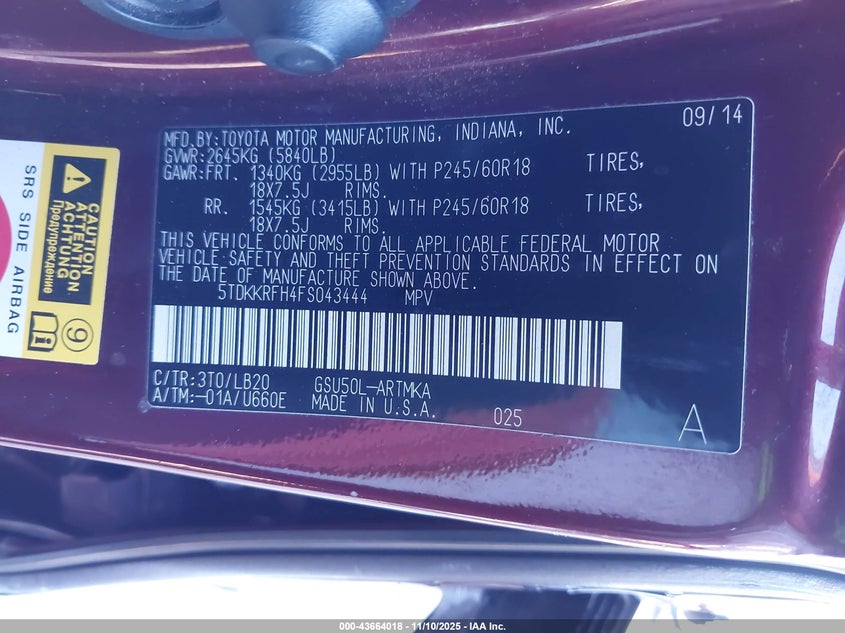 09/14
MFD.BY:TOYOTA MOTOR MANUFACTURING, INDIANA, INC.
GVWR:2645KG (5840LB)
GAWR:FRT. 1340KG (2955LB) WITH P245/60R18 TIRES,
18X7.5J RIMS.
RR. 1545KG (3415LB) WITH P245/60R18 TIRES,
18X7.5J RIMS.
THIS VEHICLE CONFORMS TO ALL APPLICABLE FEDERAL MOTOR
VEHICLE SAFETY AND THEFT PREVENTION STANDARDS IN EFFECT ON
THE DATE OF MANUFACTURE SHOWN ABOVE.
5TDKKRFH4FS043444 MPV
C/TR:3T0/LB20 GSU50L-ARTMKA
A/TM:-01A/U660E MADE IN U.S.A. 025 A
CAUTION
ATTENTION
ACHTUNG
Предупреждение
SRS SIDE AIRBAG
9
000-43664018 - 11/10/2025 - IAA Inc.